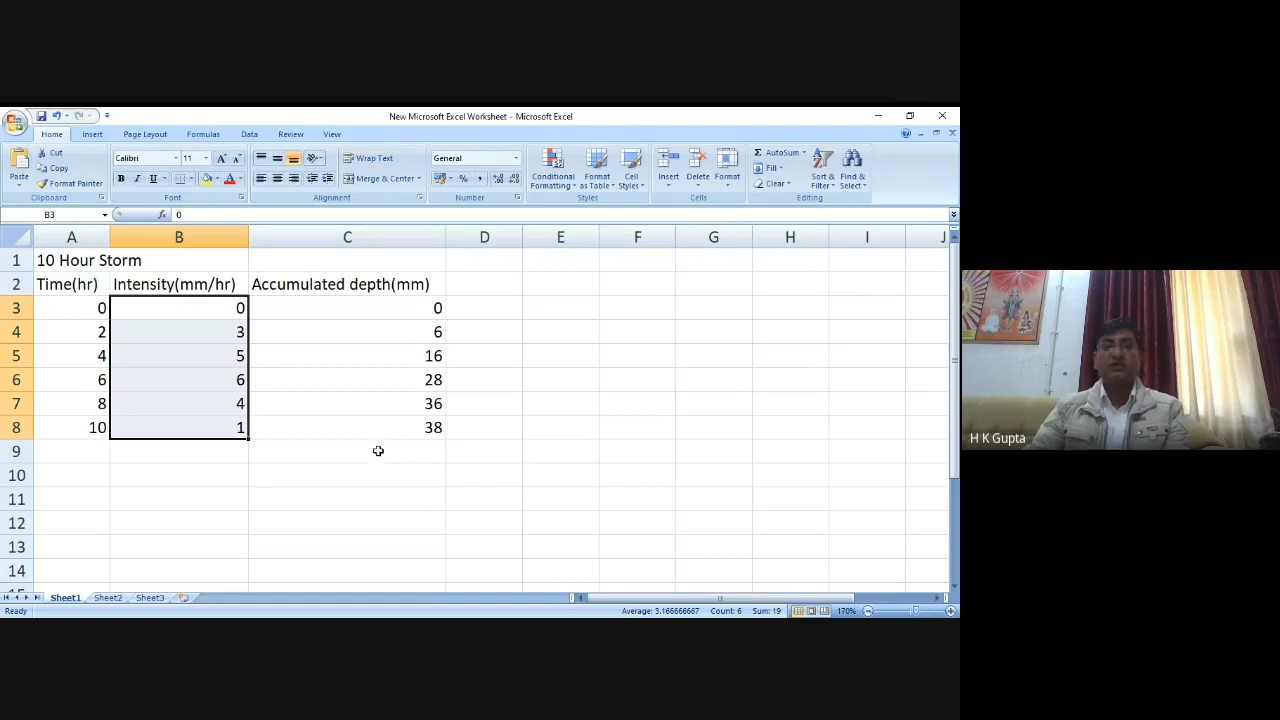 New Microsoft Excel Worksheet - Microsoft Excel
Home Insert Page Layout Formulas Data Review View
Paste Cut Copy Format Painter Clipboard
Calibri 11 A A B I U A Font
Wrap Text Merge & Center Alignment
General % , Number
Conditional Formatting Format as Table Cell Styles Styles
Insert Delete Format Cells
Σ AutoSum Fill Clear Sort & Filter Find & Select Editing
B3 fx 0
A B C D E F G H I J
1 10 Hour Storm
2 Time(hr) Intensity(mm/hr) Accumulated depth(mm)
3 0 0 0
4 2 3 6
5 4 5 16
6 6 6 28
7 8 4 36
8 10 1 38
9
10
11
12
13
14
Sheet1 Sheet2 Sheet3
Ready Average: 3.166666667 Count: 6 Sum: 19 170%
H K Gupta